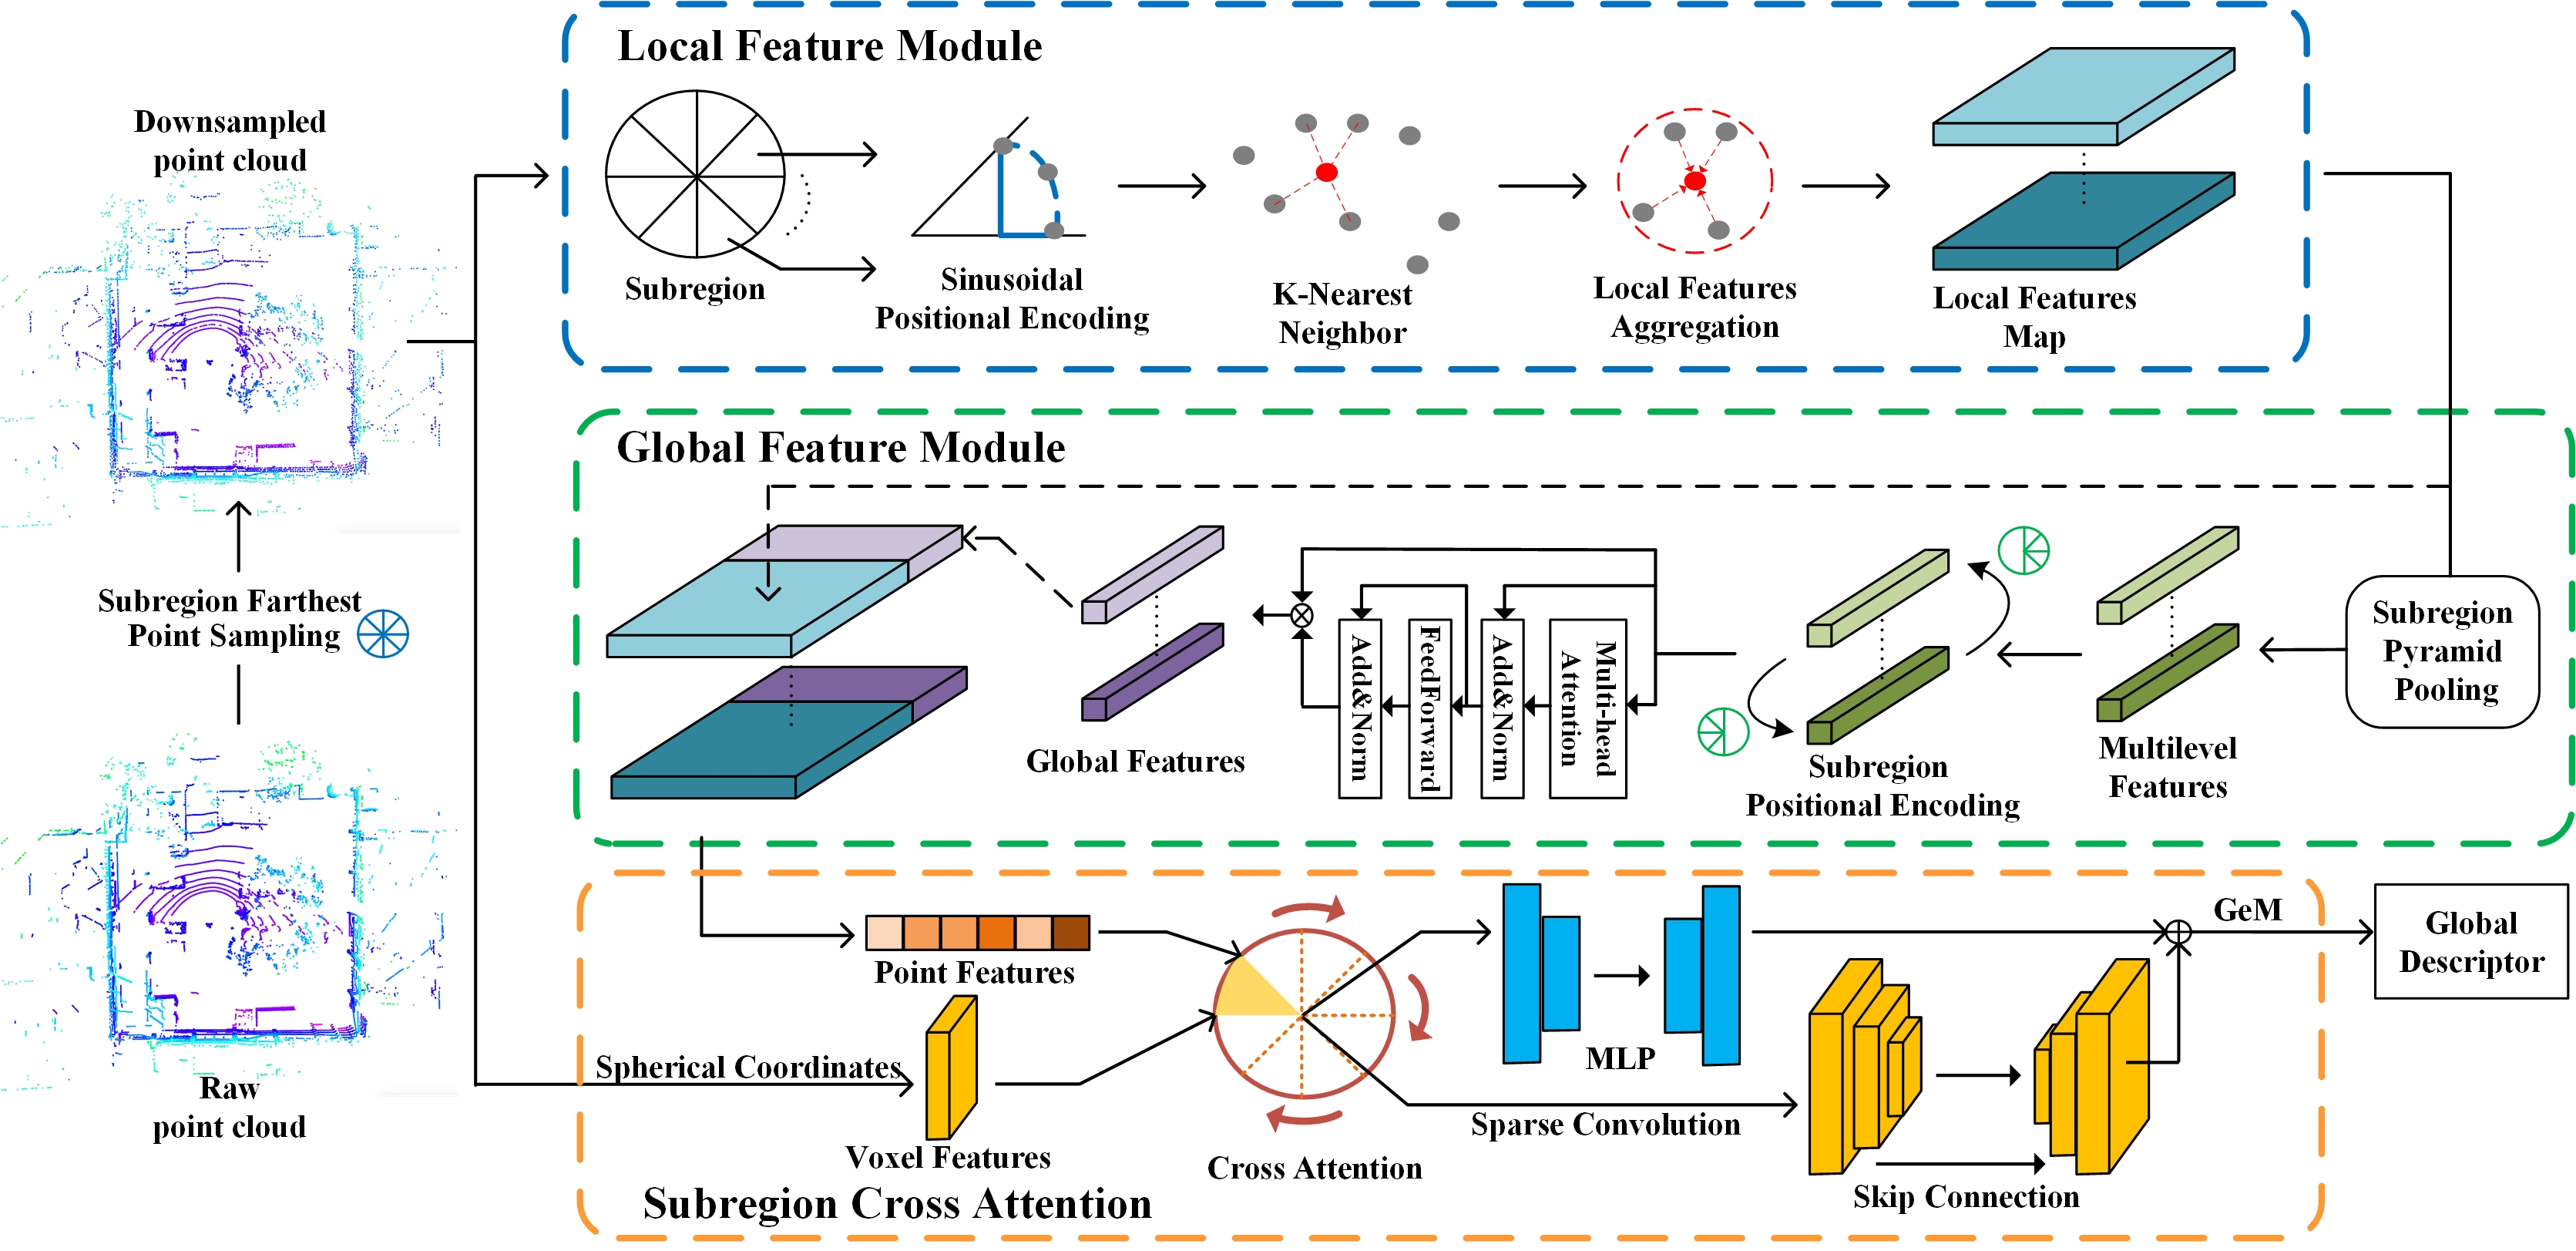 Downsampled
point cloud
Subregion Farthest
Point Sampling
Raw
point cloud
Local Feature Module
Subregion
Sinusoidal
Positional Encoding
K-Nearest
Neighbor
Local Features
Aggregation
Local Features
Map
Global Feature Module
Global Features
Add&Norm
FeedForward
Add&Norm
Multi-head
Attention
Subregion
Positional Encoding
Multilevel
Features
Subregion
Pyramid
Pooling
Point Features
Spherical Coordinates
Voxel Features
Cross Attention
MLP
Sparse Convolution
Skip Connection
GeM
Global
Descriptor
Subregion Cross Attention